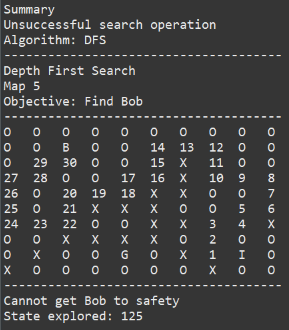 Summary
Unsuccessful search operation
Algorithm: DFS
--------------------------------------
Depth First Search
Map 5
Objective: Find Bob
--------------------------------------
O O O O O O O O O O
O O B O O 14 13 12 O O
O 29 30 O O 15 X 11 O O
27 28 O O 17 16 X 10 9 8
26 O 20 19 18 X X O O 7
25 O 21 X X X O O 5 6
24 23 22 O O X X 3 4 X
O O X X X X O 2 O O
O X O O G O X 1 I O
X O O O O O X O O O
--------------------------------------
Cannot get Bob to safety
State explored: 125